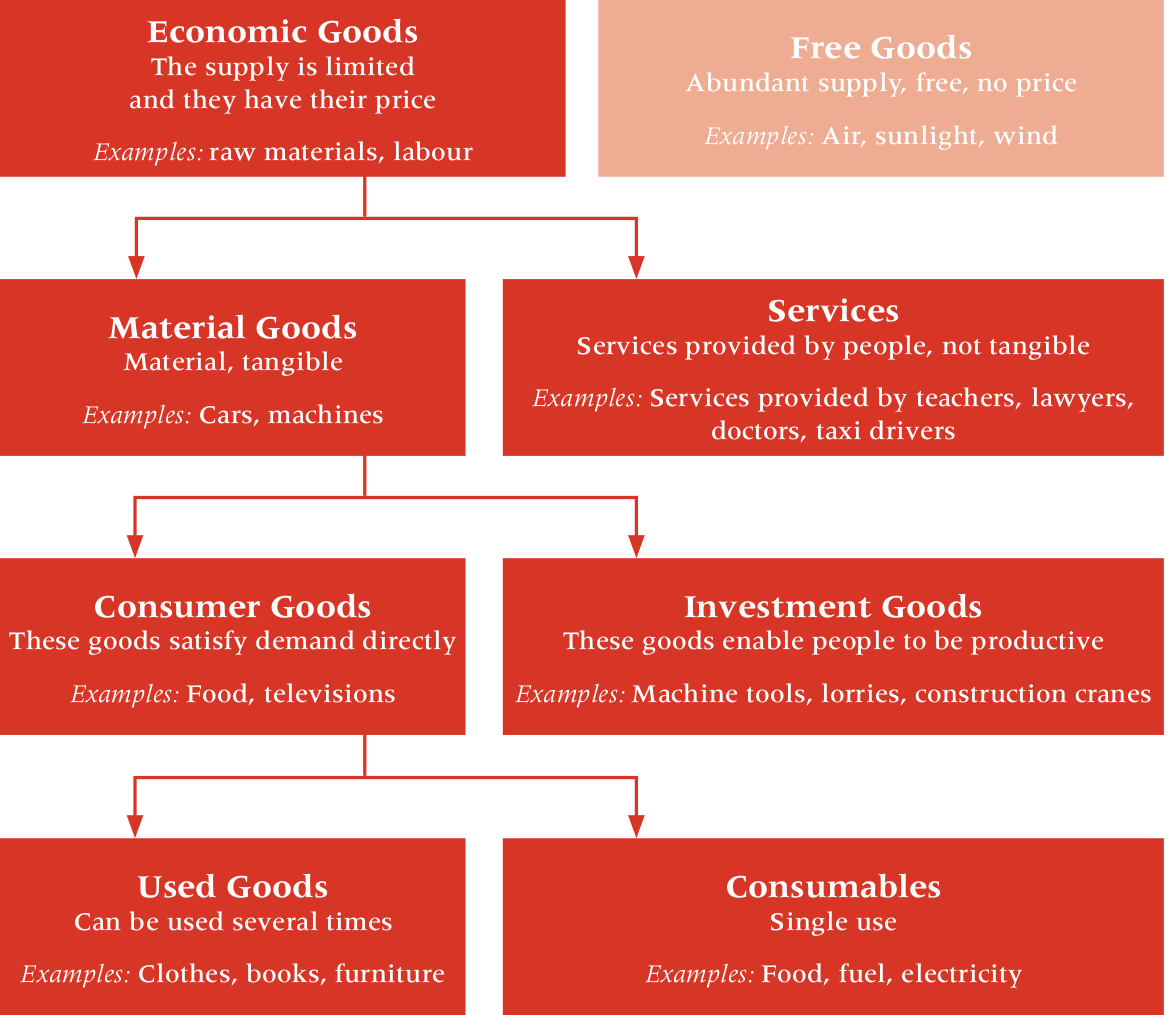 Economic Goods
The supply is limited
and they have their price
Examples: raw materials, labour
Free Goods
Abundant supply, free, no price
Examples: Air, sunlight, wind
Material Goods
Material, tangible
Examples: Cars, machines
Services
Services provided by people, not tangible
Examples: Services provided by teachers, lawyers,
doctors, taxi drivers
Consumer Goods
These goods satisfy demand directly
Examples: Food, televisions
Investment Goods
These goods enable people to be productive
Examples: Machine tools, lorries, construction cranes
Used Goods
Can be used several times
Examples: Clothes, books, furniture
Consumables
Single use
Examples: Food, fuel, electricity